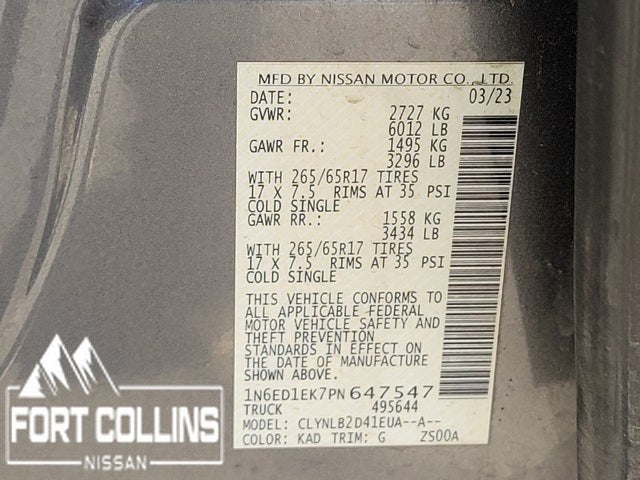 MFD BY NISSAN MOTOR CO., LTD.
DATE: 03/23
GVWR: 2727 KG
6012 LB
GAWR FR.: 1495 KG
3296 LB
WITH 265/65R17 TIRES
17 X 7.5 RIMS AT 35 PSI
COLD SINGLE
GAWR RR.: 1558 KG
3434 LB
WITH 265/65R17 TIRES
17 X 7.5 RIMS AT 35 PSI
COLD SINGLE
THIS VEHICLE CONFORMS TO
ALL APPLICABLE FEDERAL
MOTOR VEHICLE SAFETY AND
THEFT PREVENTION
STANDARDS IN EFFECT ON
THE DATE OF MANUFACTURE
SHOWN ABOVE.
1N6ED1EK7PN 647547
TRUCK 495644
MODEL: CLYNLB2D41EUA--A--
COLOR: KAD TRIM: G ZS00A
FORT COLLINS
NISSAN